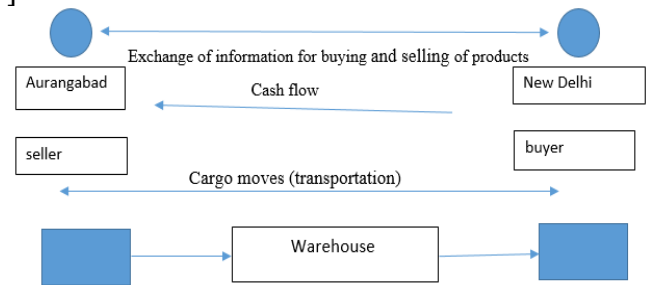 ]
Exchange of information for buying and selling of products
Aurangabad
New Delhi
Cash flow
seller
buyer
Cargo moves (transportation)
Warehouse